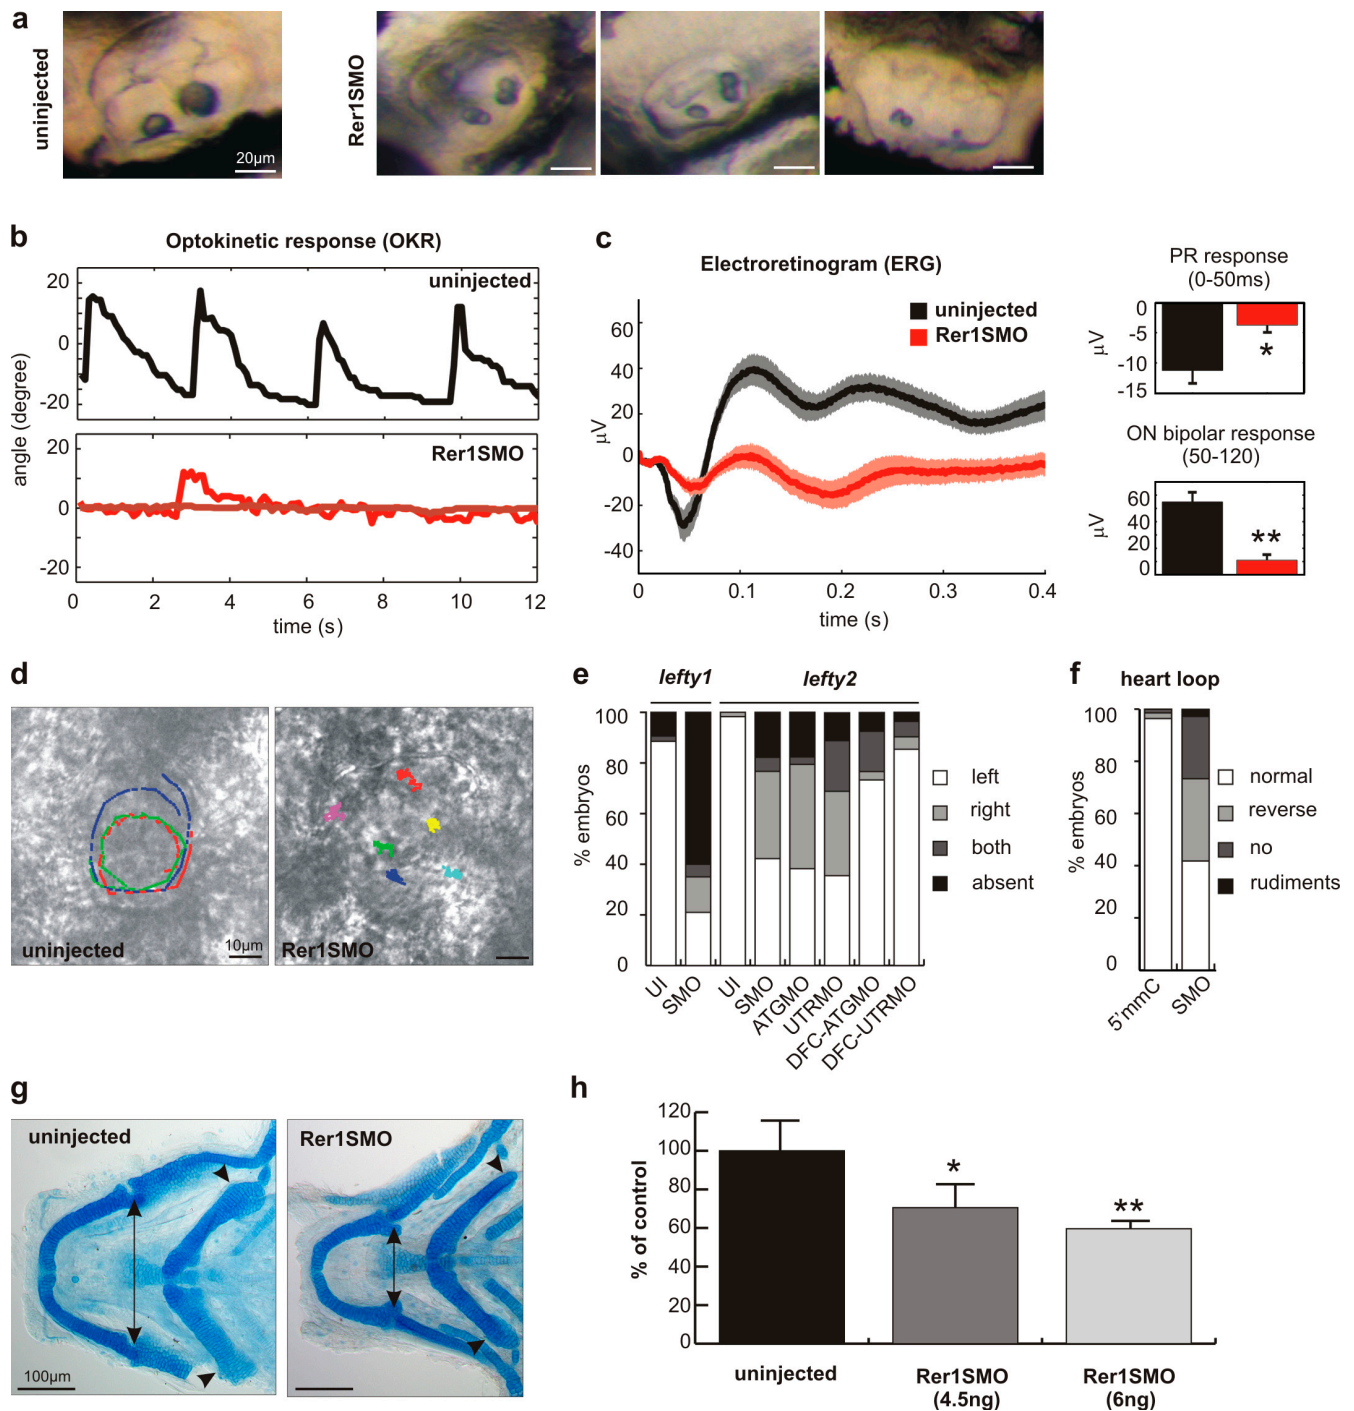 a
uninjected
20µm
Rer1SMO
b
Optokinetic response (OKR)
uninjected
20
0
-20
Rer1SMO
20
0
-20
angle (degree)
0 2 4 6 8 10 12
time (s)
c
Electroretinogram (ERG)
uninjected
Rer1SMO
60
40
20
0
-20
-40
µV
0 0.1 0.2 0.3 0.4
time (s)
PR response
(0-50ms)
0
-5
-10
-15
µV
*
ON bipolar response
(50-120)
60
40
20
0
µV
**
d
uninjected
10µm
Rer1SMO
e
lefty1 lefty2
100
80
60
40
20
0
% embryos
UI
SMO
UI
SMO
ATGMO
UTRMO
DFC-ATGMO
DFC-UTRMO
left
right
both
absent
f
heart loop
100
80
60
40
20
0
% embryos
5'mmC
SMO
normal
reverse
no
rudiments
g
uninjected
100µm
Rer1SMO
h
120
100
80
60
40
20
0
% of control
*
**
uninjected
Rer1SMO
(4.5ng)
Rer1SMO
(6ng)